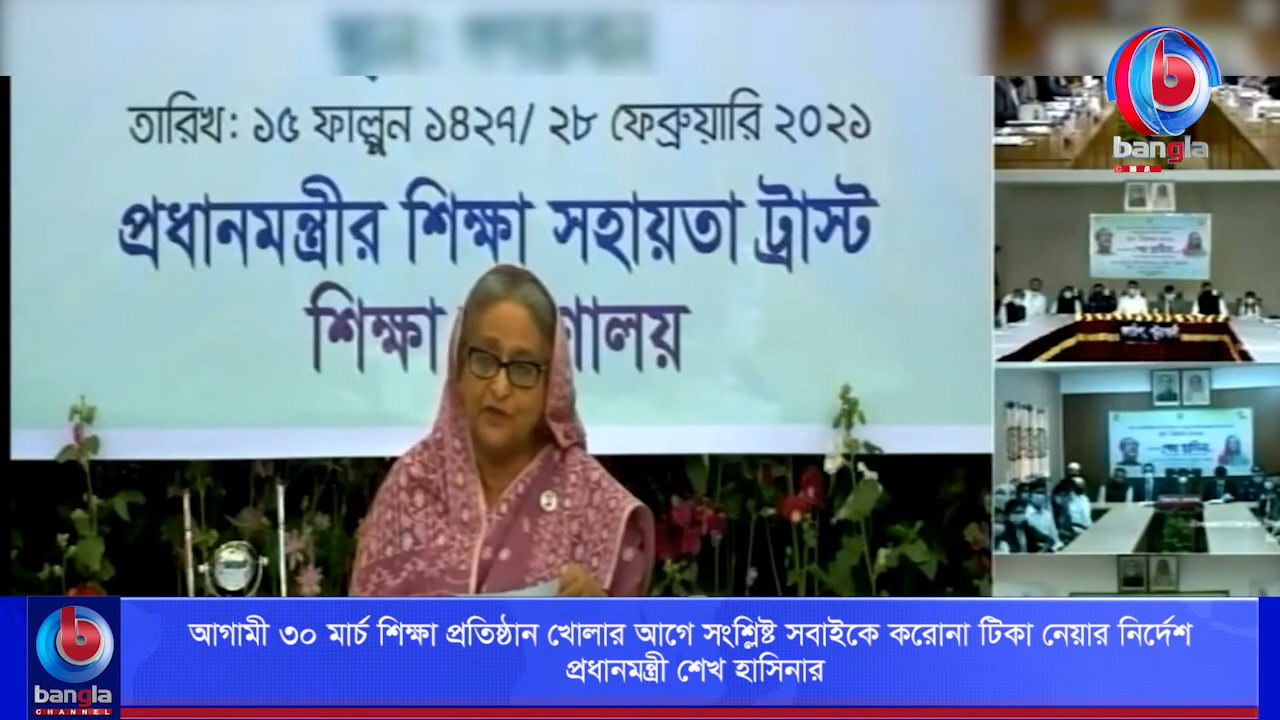 তারিখ: ১৫ ফাল্গুন ১৪২৭/ ২৮ ফেব্রুয়ারি ২০২১
প্রধানমন্ত্রীর শিক্ষা সহায়তা ট্রাস্ট
শিক্ষা
bangla
আগামী ৩০ মার্চ শিক্ষা প্রতিষ্ঠান খোলার আগে সংশ্লিষ্ট সবাইকে করোনা টিকা নেয়ার নির্দেশ
প্রধানমন্ত্রী শেখ হাসিনার
bangla
CHANNEL